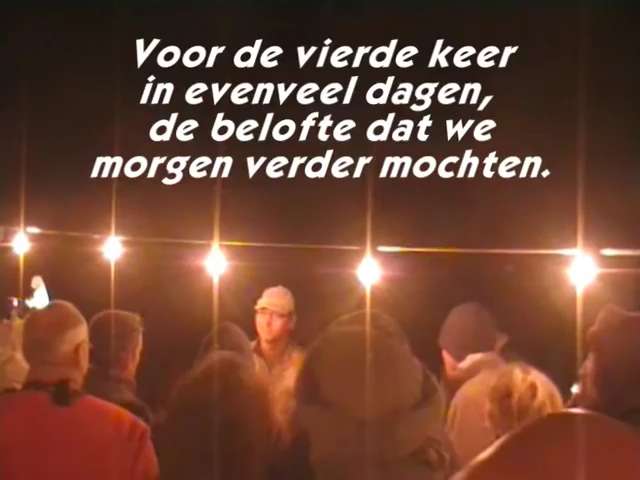 Voor de vierde keer
in evenveel dagen,
de belofte dat we
morgen verder mochten.